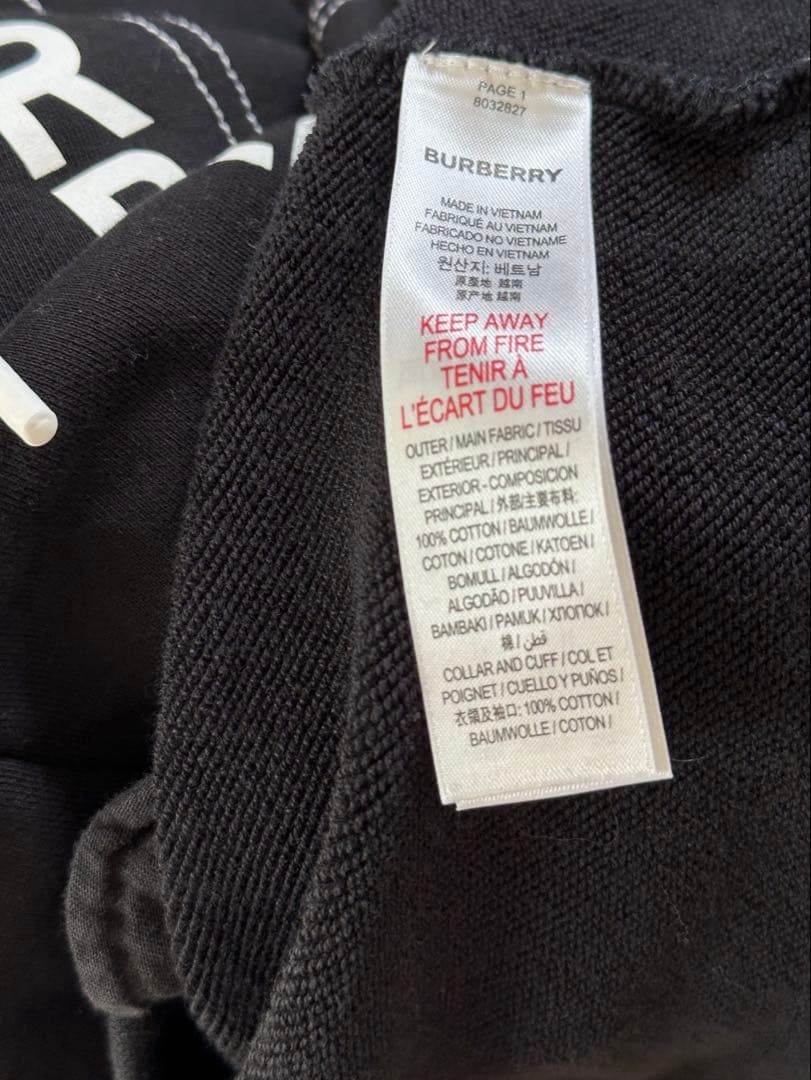 R
PAGE 1
8032827
BURBERRY
MADE IN VIETNAM
FABRIQUÉ AU VIETNAM
FABRICADO NO VIETNAME
HECHO EN VIETNAM
원산지: 베트남
原產地 越南
原产地 越南
KEEP AWAY
FROM FIRE
TENIR À
L'ÉCART DU FEU
OUTER / MAIN FABRIC / TISSU
EXTÉRIEUR / PRINCIPAL /
EXTERIOR - COMPOSICION
PRINCIPAL / 外部/主要布料:
100% COTTON / BAUMWOLLE /
COTON / COTONE / KATOEN /
BOMULL / ALGODÓN /
ALGODÃO / PUUVILLA /
BAMBAKI / PAMUK / ХЛОПОК /
棉 / قطن /
COLLAR AND CUFF / COL ET
POIGNET / CUELLO Y PUÑOS /
衣領及袖口: 100% COTTON /
BAUMWOLLE / COTON /